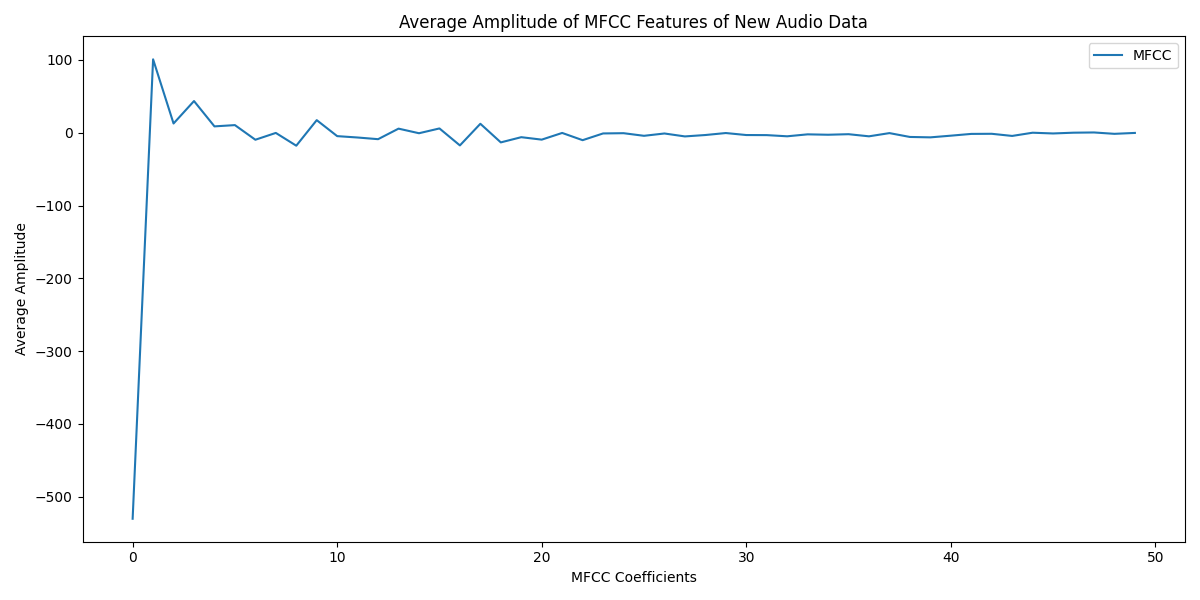 Average Amplitude of MFCC Features of New Audio Data
MFCC
100
0
−100
−200
−300
−400
−500
Average Amplitude
0 10 20 30 40 50
MFCC Coefficients